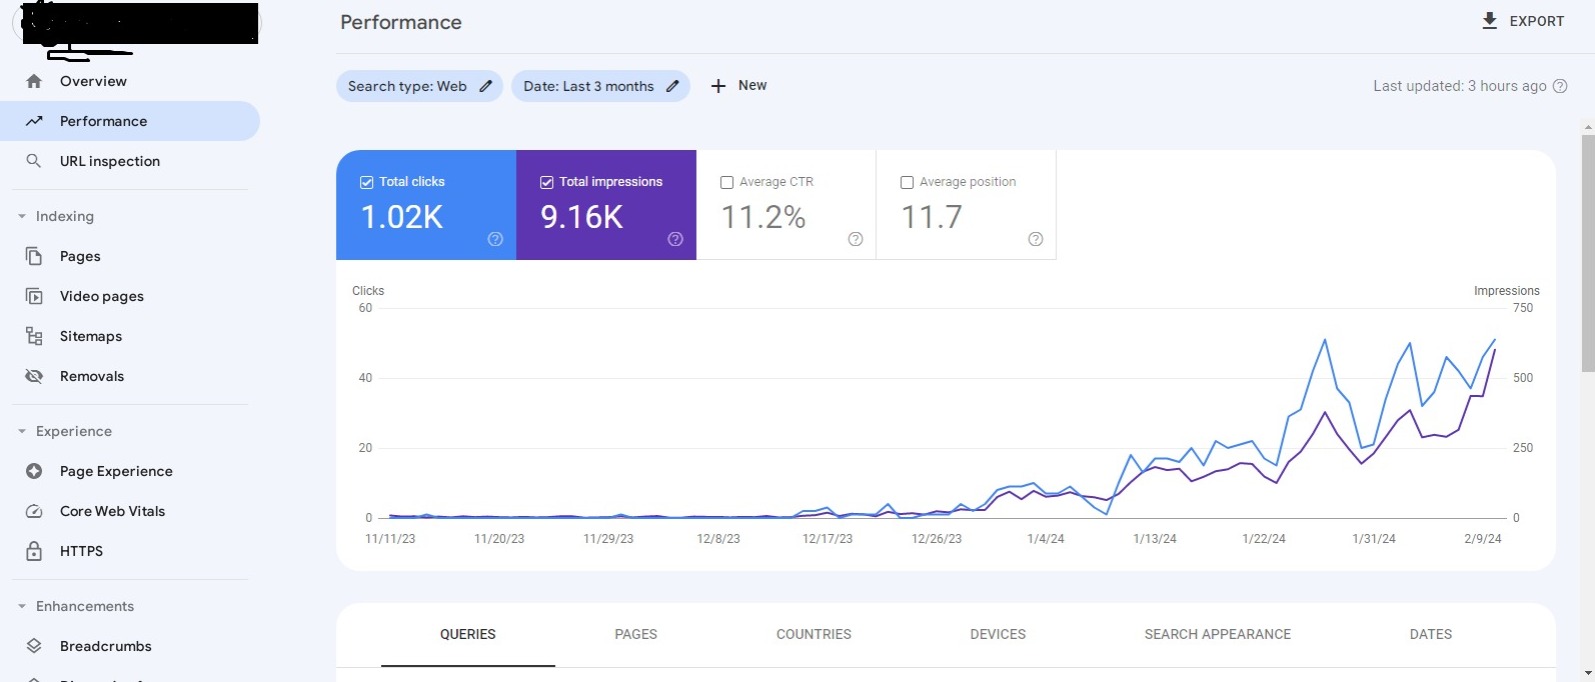 Performance
EXPORT
Search type: Web
Date: Last 3 months
New
Last updated: 3 hours ago
Overview
Performance
URL inspection
Indexing
Pages
Video pages
Sitemaps
Removals
Experience
Page Experience
Core Web Vitals
HTTPS
Enhancements
Breadcrumbs
Total clicks
1.02K
Total impressions
9.16K
Average CTR
11.2%
Average position
11.7
Clicks
Impressions
60
750
40
500
20
250
0
0
11/11/23 11/20/23 11/29/23 12/8/23 12/17/23 12/26/23 1/4/24 1/13/24 1/22/24 1/31/24 2/9/24
QUERIES PAGES COUNTRIES DEVICES SEARCH APPEARANCE DATES